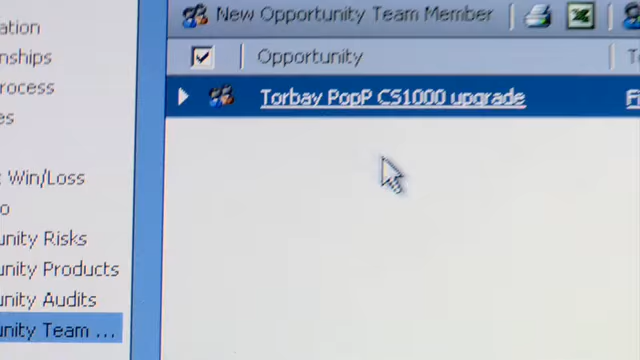 ation
nships
rocess
es
Win/Loss
o
unity Risks
unity Products
unity Audits
unity Team ...
New Opportunity Team Member
Opportunity
Torbay PopP CS1000 upgrade